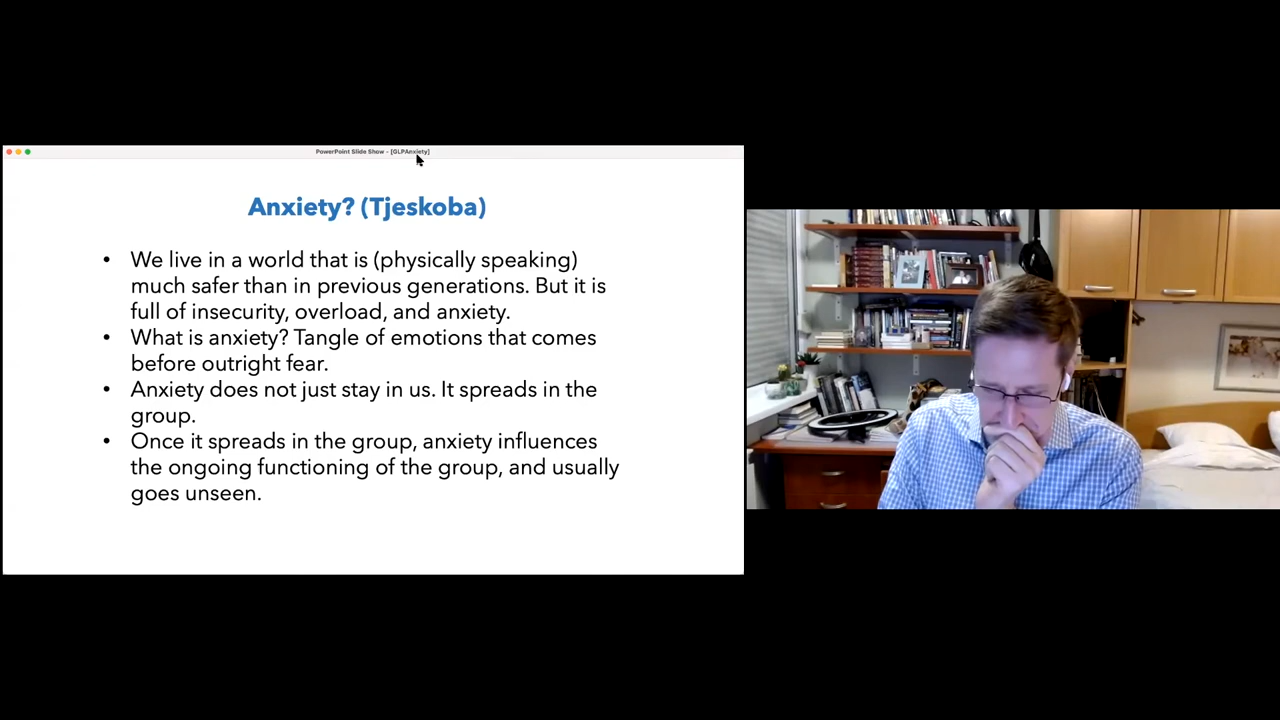 PowerPoint Slide Show - [GLPAnxiety]
Anxiety? (Tjeskoba)
• We live in a world that is (physically speaking)
much safer than in previous generations. But it is
full of insecurity, overload, and anxiety.
• What is anxiety? Tangle of emotions that comes
before outright fear.
• Anxiety does not just stay in us. It spreads in the
group.
• Once it spreads in the group, anxiety influences
the ongoing functioning of the group, and usually
goes unseen.